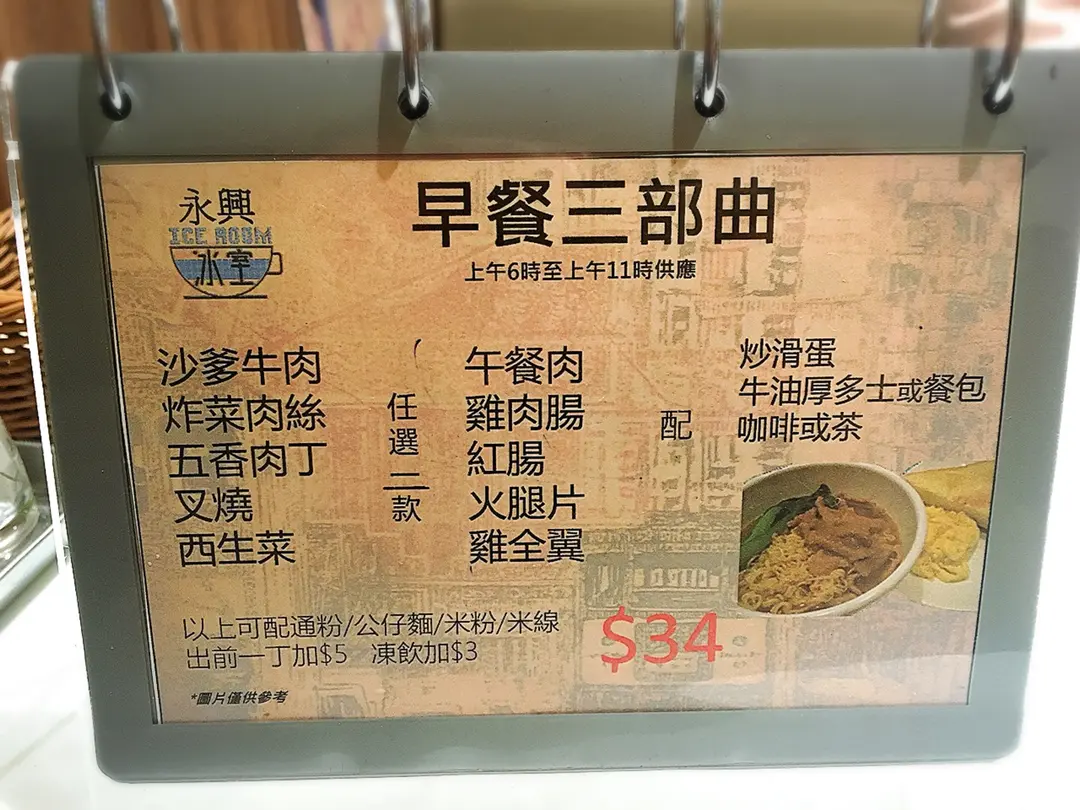 永興
ICE ROOM
冰室
早餐三部曲
上午6時至上午11時供應
沙爹牛肉
炸菜肉絲
五香肉丁
叉燒
西生菜
任選二款
午餐肉
雞肉腸
紅腸
火腿片
雞全翼
配
炒滑蛋
牛油厚多士或餐包
咖啡或茶
以上可配通粉/公仔麵/米粉/米線
出前一丁加$5 凍飲加$3
$34
*圖片僅供參考